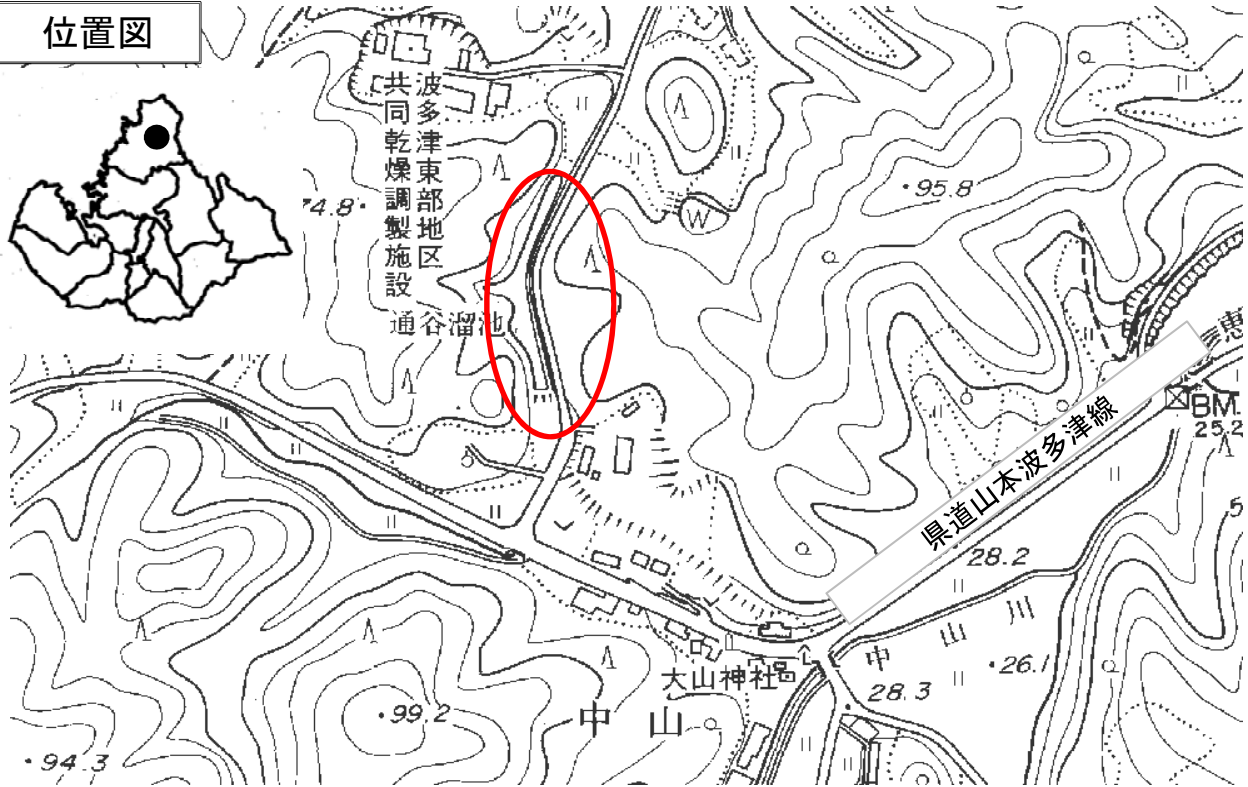 位置図
波多津東部地区
共同乾燥調製施設
74.8
95.8
W
通谷溜池
恵
BM.
25.2
県道山本波多津線
28.2
中山川
26.1
28.3
大山神社
中山
99.2
94.3
5